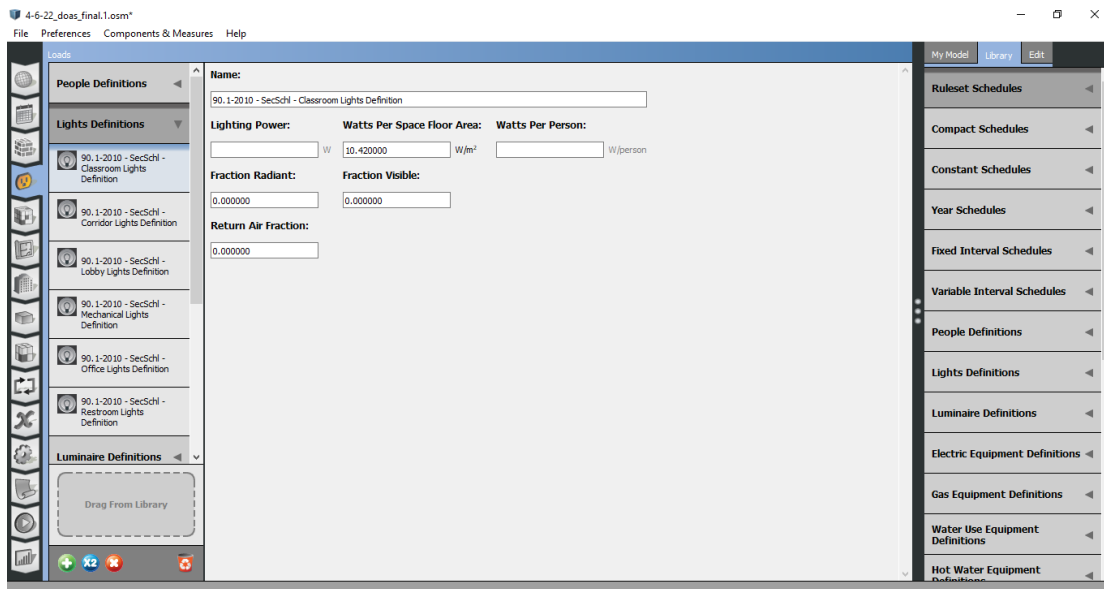 4-6-22_doas_final.1.osm*
File Preferences Components & Measures Help
Loads
My Model Library Edit
People Definitions
Lights Definitions
90.1-2010 - SecSchl -
Classroom Lights
Definition
90.1-2010 - SecSchl -
Corridor Lights Definition
90.1-2010 - SecSchl -
Lobby Lights Definition
90.1-2010 - SecSchl -
Mechanical Lights
Definition
90.1-2010 - SecSchl -
Office Lights Definition
90.1-2010 - SecSchl -
Restroom Lights
Definition
Luminaire Definitions
Drag From Library
X2
Name:
90.1-2010 - SecSchl - Classroom Lights Definition
Lighting Power: Watts Per Space Floor Area: Watts Per Person:
W 10.420000 W/m² W/person
Fraction Radiant: Fraction Visible:
0.000000 0.000000
Return Air Fraction:
0.000000
Ruleset Schedules
Compact Schedules
Constant Schedules
Year Schedules
Fixed Interval Schedules
Variable Interval Schedules
People Definitions
Lights Definitions
Luminaire Definitions
Electric Equipment Definitions
Gas Equipment Definitions
Water Use Equipment
Definitions
Hot Water Equipment
Definitions